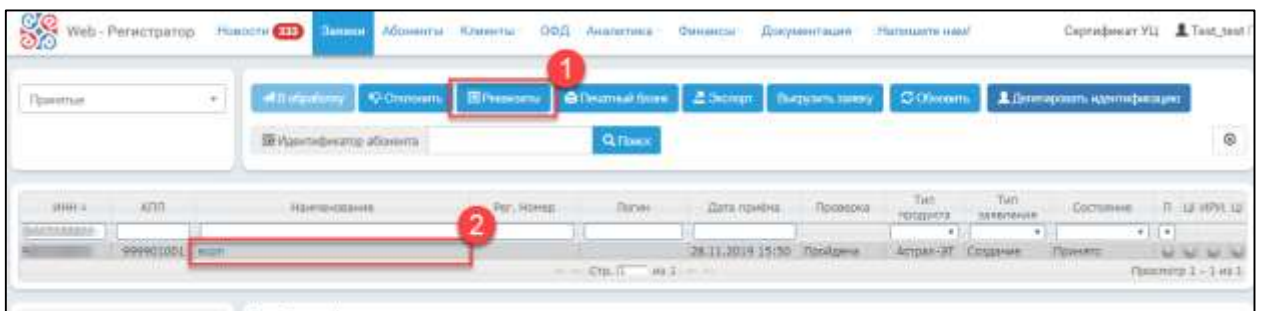 Web - Регистратор Новости 333 Заявки Абоненты Клиенты ОФД Аналитика Финансы Документация Напишите нам! Сертификат УЦ Test_test
1
Принятые В обработку Отклонить Реквизиты Печатный бланк Экспорт Выгрузить заявку Обновить Делегировать идентификацию
Идентификатор абонента Поиск
ИНН КПП Наименование Рег. Номер Логин Дата приёма Проверка Тип продукта Тип заявления Состояние П
2
999901001 28.11.2019 15:50 Пройдена Астрал-ЭТ Создание Принято
Стр. из 1 Просмотр 1 - 1 из 1